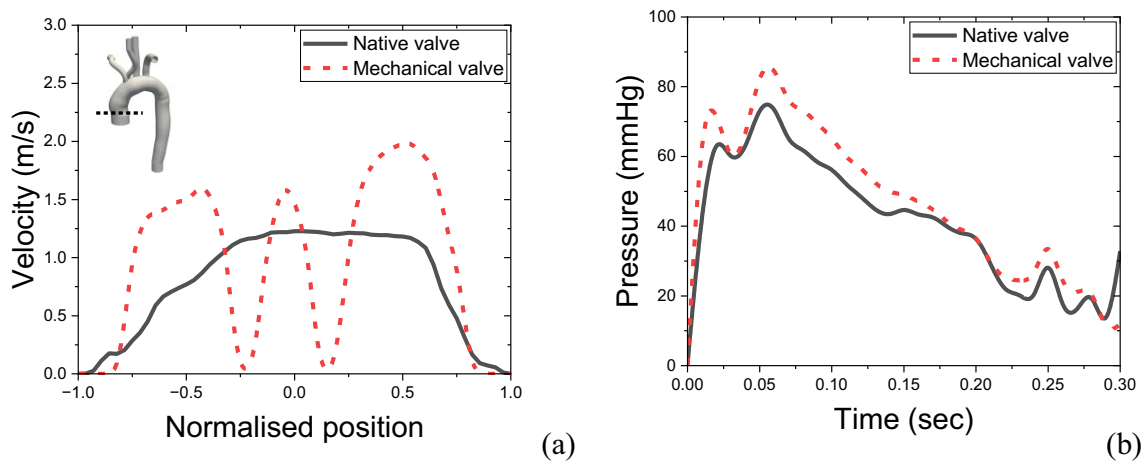 3.0
2.5
2.0
1.5
1.0
0.5
0.0
Velocity (m/s)
Native valve
Mechanical valve
-1.0 -0.5 0.0 0.5 1.0
Normalised position
(a)
100
80
60
40
20
0
Pressure (mmHg)
Native valve
Mechanical valve
0.00 0.05 0.10 0.15 0.20 0.25 0.30
Time (sec)
(b)